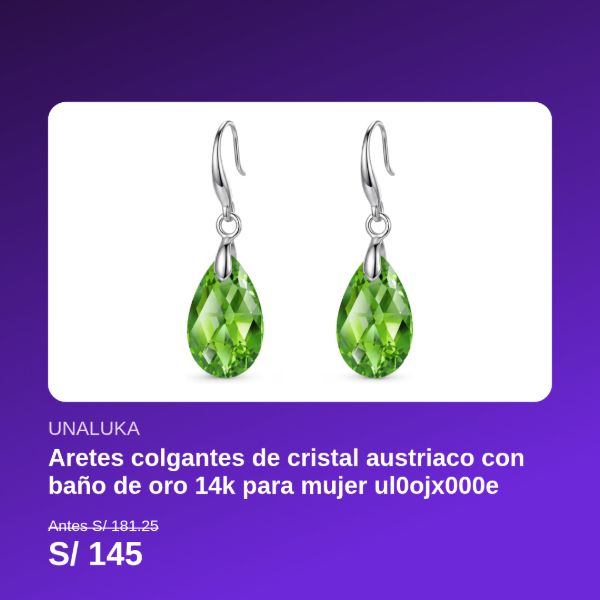 UNALUKA
Aretes colgantes de cristal austriaco con
baño de oro 14k para mujer ul0ojx000e
Antes S/ 181.25
S/ 145